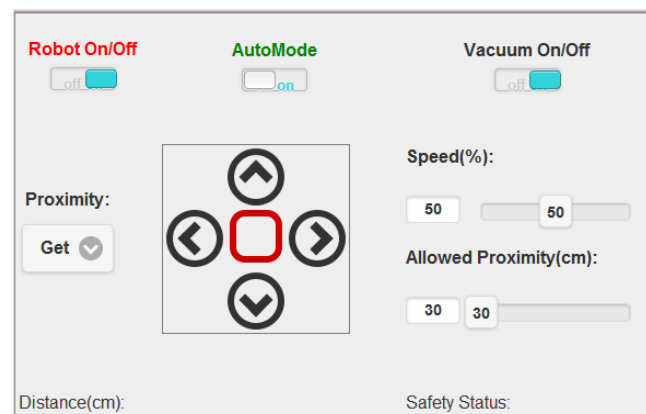 Robot On/Off
AutoMode
Vacuum On/Off
off
on
off
Speed(%):
50
50
Proximity:
Get
Allowed Proximity(cm):
30
30
Distance(cm):
Safety Status: